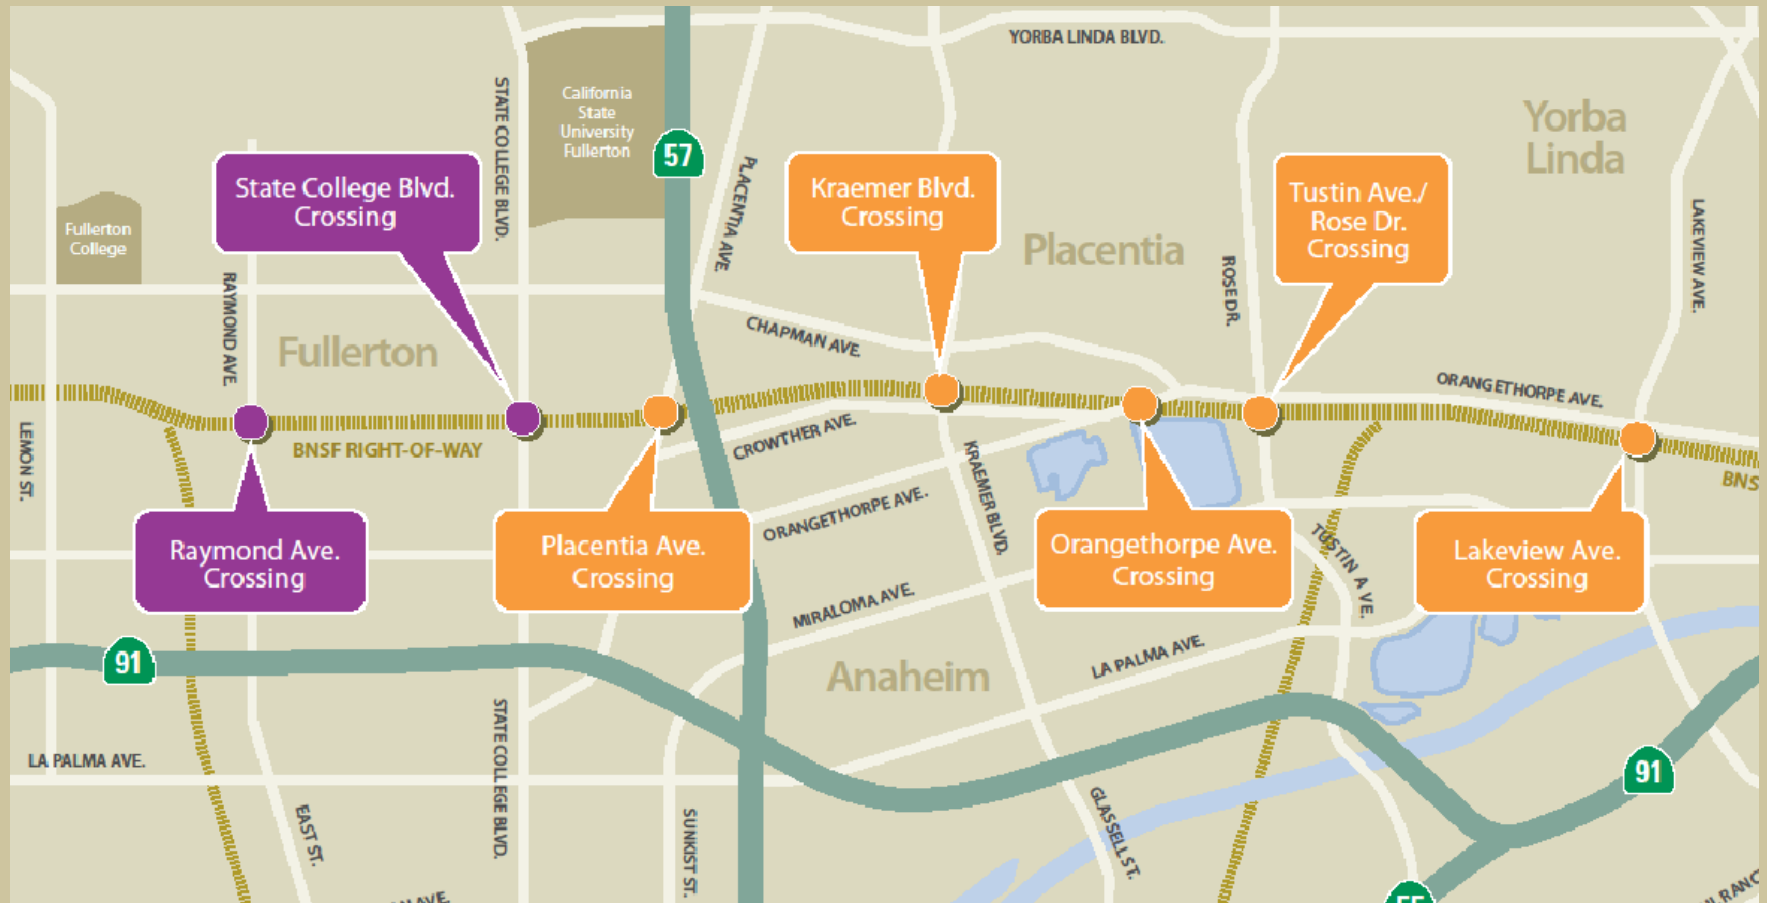 YORBA LINDA BLVD.
California
State
University
Fullerton
STATE COLLEGE BLVD.
57
PLACENTIA AVE.
Yorba
Linda
State College Blvd.
Crossing
Kraemer Blvd.
Crossing
Tustin Ave./
Rose Dr.
Crossing
Fullerton
College
Placentia
LAKEVIEW AVE.
RAYMOND AVE.
ROSE DR.
Fullerton
CHAPMAN AVE.
ORANGETHORPE AVE.
LEMON ST.
BNSF RIGHT-OF-WAY
CROWTHER AVE.
KRAEMER BLVD.
BNS
ORANGETHORPE AVE.
Raymond Ave.
Crossing
Placentia Ave.
Crossing
Orangethorpe Ave.
Crossing
TUSTIN AVE.
Lakeview Ave.
Crossing
MIRALOMA AVE.
91
Anaheim
LA PALMA AVE.
STATE COLLEGE BLVD.
LA PALMA AVE.
91
EAST ST.
SUNKIST ST.
GLASSELL ST.
55
AVE.
RANC